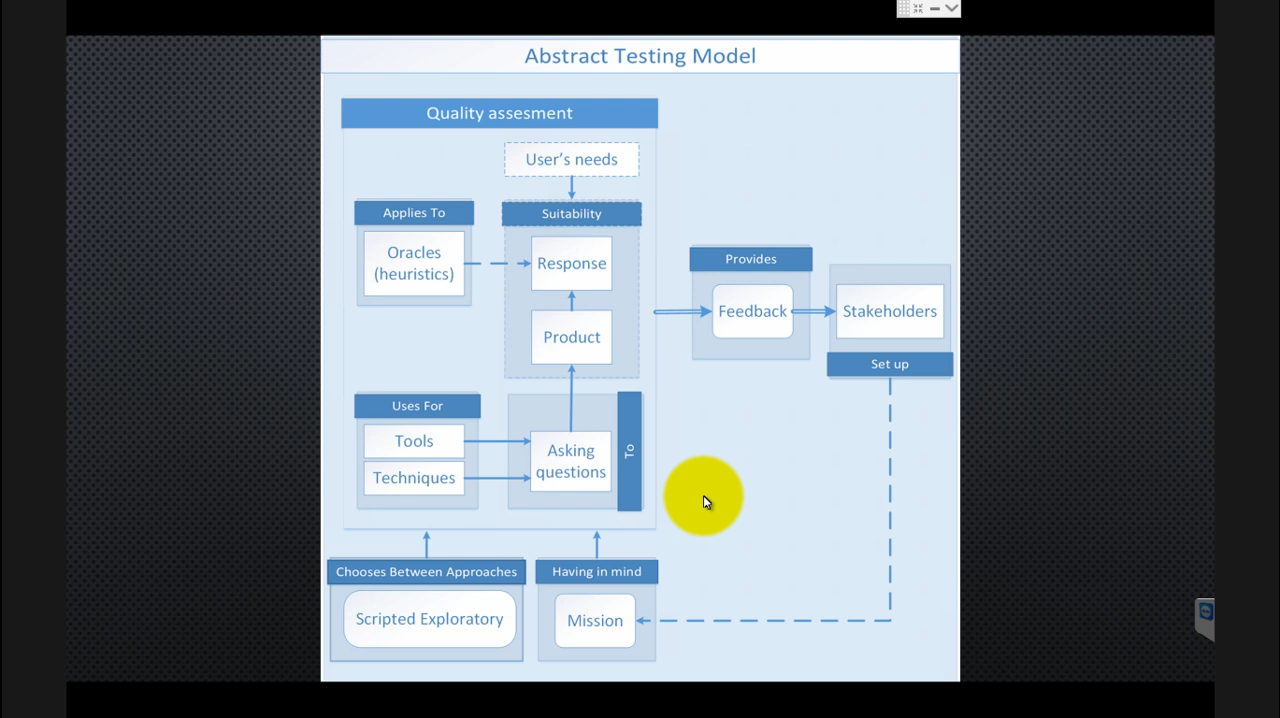 Abstract Testing Model
Quality assesment
User's needs
Applies To
Suitability
Oracles
(heuristics)
Response
Product
Provides
Feedback
Stakeholders
Set up
Uses For
Tools
Techniques
Asking
questions
To
Chooses Between Approaches
Scripted Exploratory
Having in mind
Mission